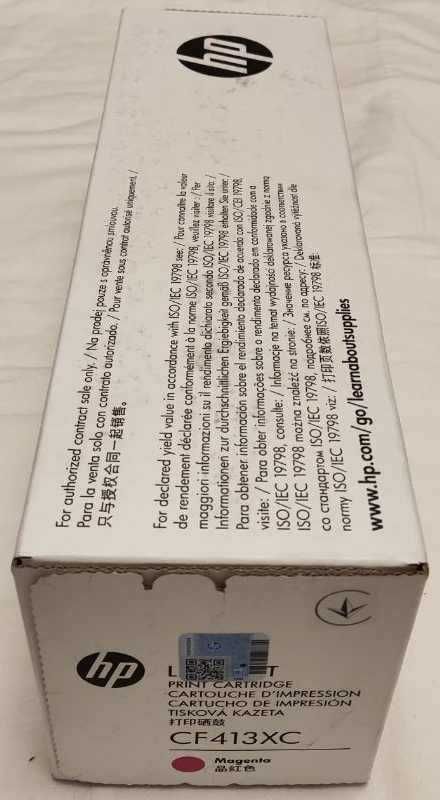 hp
For authorized contract sale only. / Na prodej pouze s oprávněnou smlouvou.
Para la venta solo con contrato autorizado. / Pour vente sous contrat autorisé uniquement. /
只与授权合同一起销售。
For declared yield value in accordance with ISO/IEC 19798 see: / Pour connaître la valeur
de rendement déclarée conformément à la norme ISO/IEC 19798, veuillez visiter : / Per
maggiori informazioni su il rendimento dichiarato secondo ISO/IEC 19798 visitare il sito: /
Informationen zur durchschnittlichen Ergiebigkeit gemäß ISO/IEC 19798 erhalten Sie unter: /
Para obtener información sobre el rendimiento declarado de acuerdo con ISO/CEI 19798,
visite: / Para obter informações sobre o rendimento declarado em conformidade com a
ISO/IEC 19798, consulte: / Informacje na temat wydajności deklarowanej zgodnie z normą
ISO/IEC 19798 można znaleźć na stronie: / Значение ресурса указано в соответствии
со стандартом ISO/IEC 19798, подробнее см. по адресу: / Deklarovaná výtěžnost dle
normy ISO/IEC 19798 viz: / 打印页数依照ISO/IEC 19798 标准:
www.hp.com/go/learnaboutsupplies
hp
PRINT CARTRIDGE
CARTOUCHE D'IMPRESSION
CARTUCHO DE IMPRESIÓN
TISKOVÁ KAZETA
打印硒鼓
CF413XC
Magenta
品红色